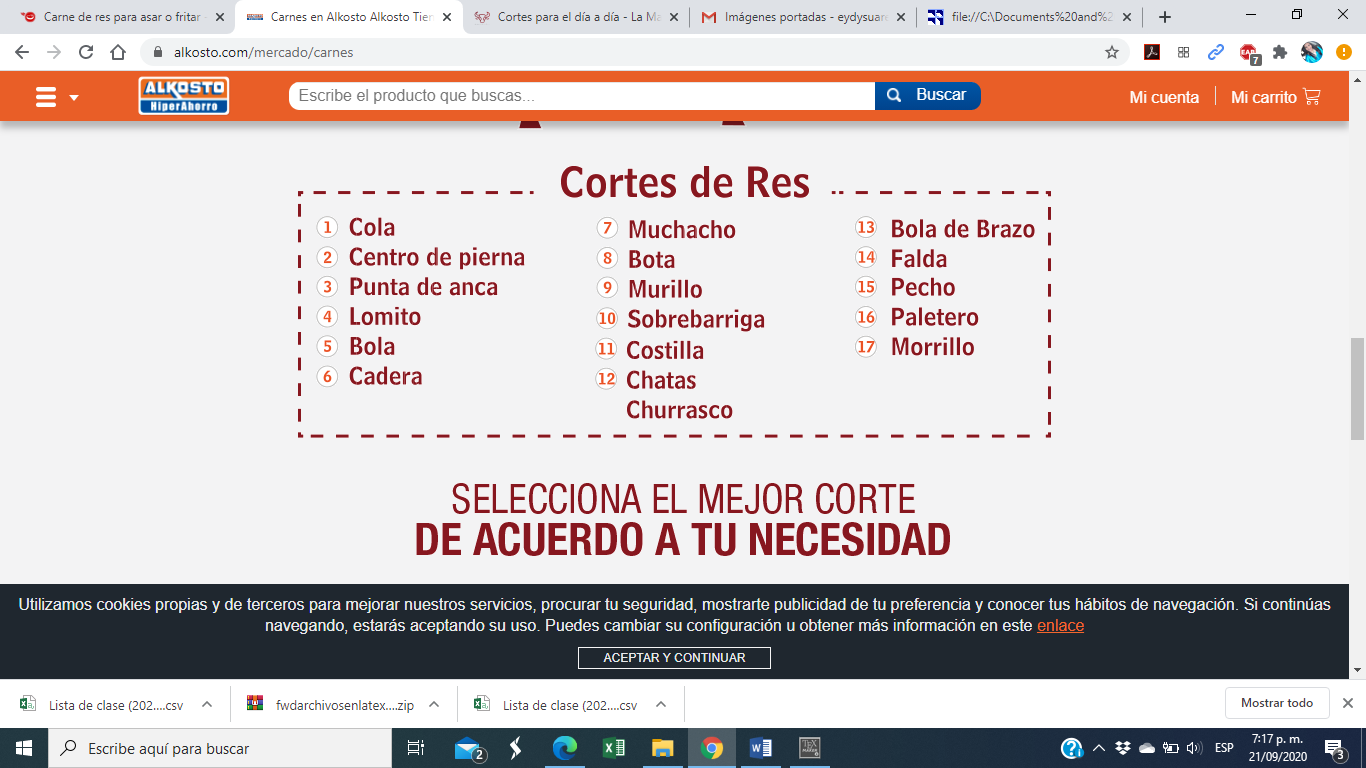 Carne de res para asar o fritar
Carnes en Alkosto Alkosto Tien
Cortes para el día a día - La Ma
Imágenes portadas - eydysuare
file://C:\Documents%20and%2
alkosto.com/mercado/carnes
7
ALKOSTO
HiperAhorro
Escribe el producto que buscas...
Buscar
Mi cuenta
Mi carrito
Cortes de Res
1 Cola
2 Centro de pierna
3 Punta de anca
4 Lomito
5 Bola
6 Cadera
7 Muchacho
8 Bota
9 Murillo
10 Sobrebarriga
11 Costilla
12 Chatas
Churrasco
13 Bola de Brazo
14 Falda
15 Pecho
16 Paletero
17 Morrillo
SELECCIONA EL MEJOR CORTE
DE ACUERDO A TU NECESIDAD
Utilizamos cookies propias y de terceros para mejorar nuestros servicios, procurar tu seguridad, mostrarte publicidad de tu preferencia y conocer tus hábitos de navegación. Si continúas
navegando, estarás aceptando su uso. Puedes cambiar su configuración u obtener más información en este enlace
ACEPTAR Y CONTINUAR
Lista de clase (202....csv
fwdarchivosenlatex....zip
Lista de clase (202....csv
Mostrar todo
Escribe aquí para buscar
2
ESP
7:17 p. m.
21/09/2020
3